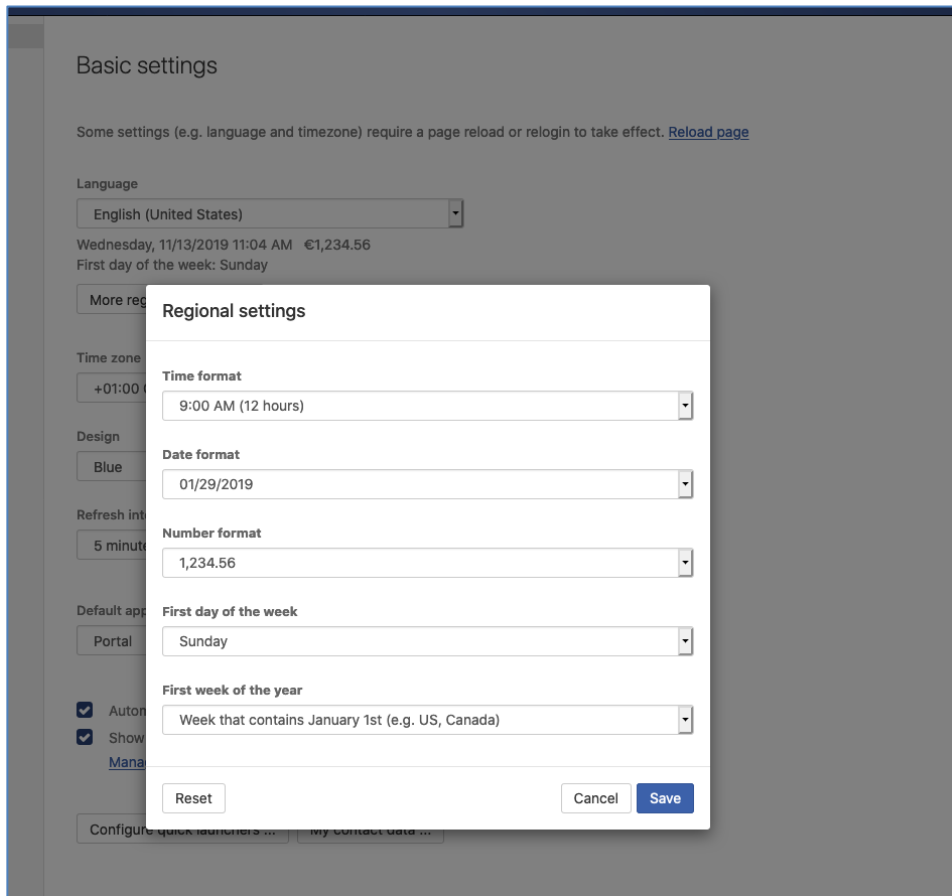 Basic settings
Some settings (e.g. language and timezone) require a page reload or relogin to take effect. Reload page
Language
English (United States)
Wednesday, 11/13/2019 11:04 AM €1,234.56
First day of the week: Sunday
More reg
Regional settings
Time zone
+01:00
Design
Blue
Refresh int
5 minute
Default app
Portal
Autom
Show
Mana
Time format
9:00 AM (12 hours)
Date format
01/29/2019
Number format
1,234.56
First day of the week
Sunday
First week of the year
Week that contains January 1st (e.g. US, Canada)
Reset
Cancel
Save
Configure quick launchers ...
My contact data ...